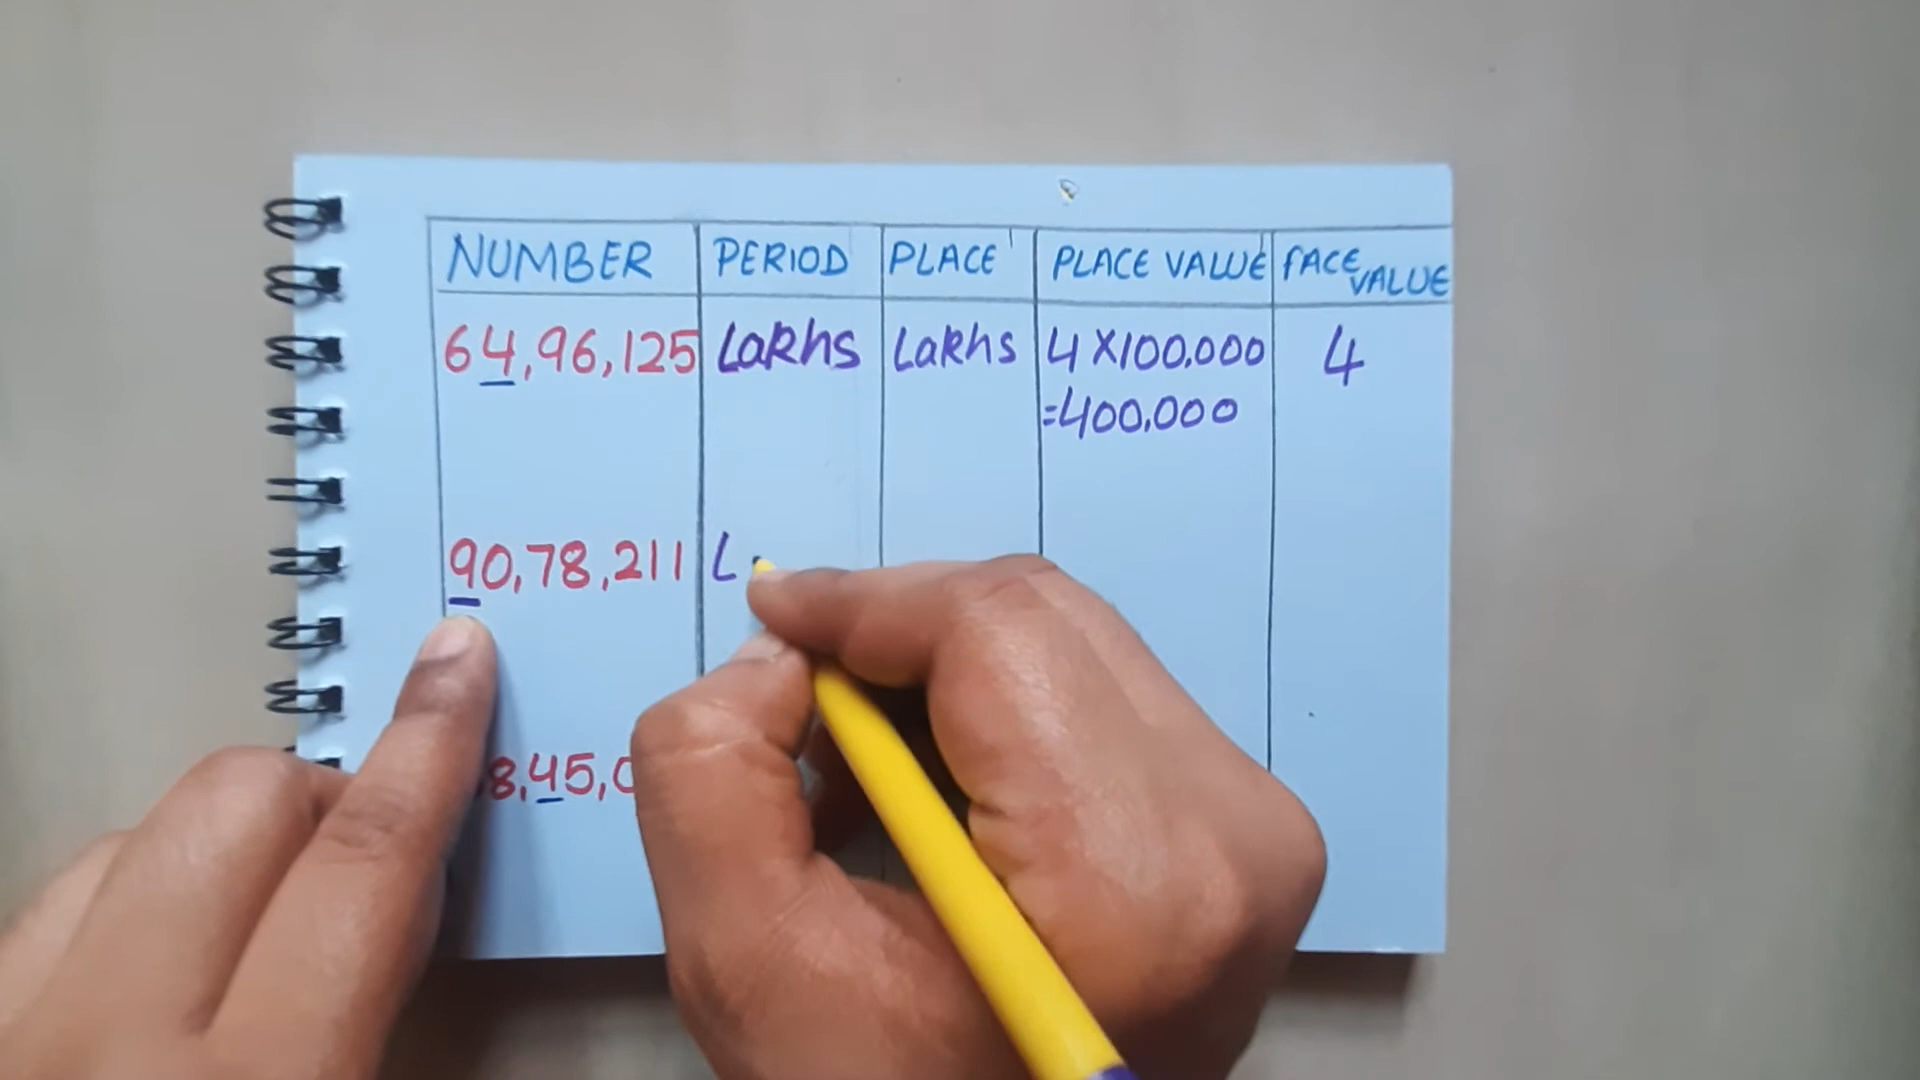 NUMBER PERIOD PLACE PLACE VALUE FACE VALUE
64,96,125 Lakhs Lakhs 4 X100,000 4
=400,000
90,78,211 L
8,45,0